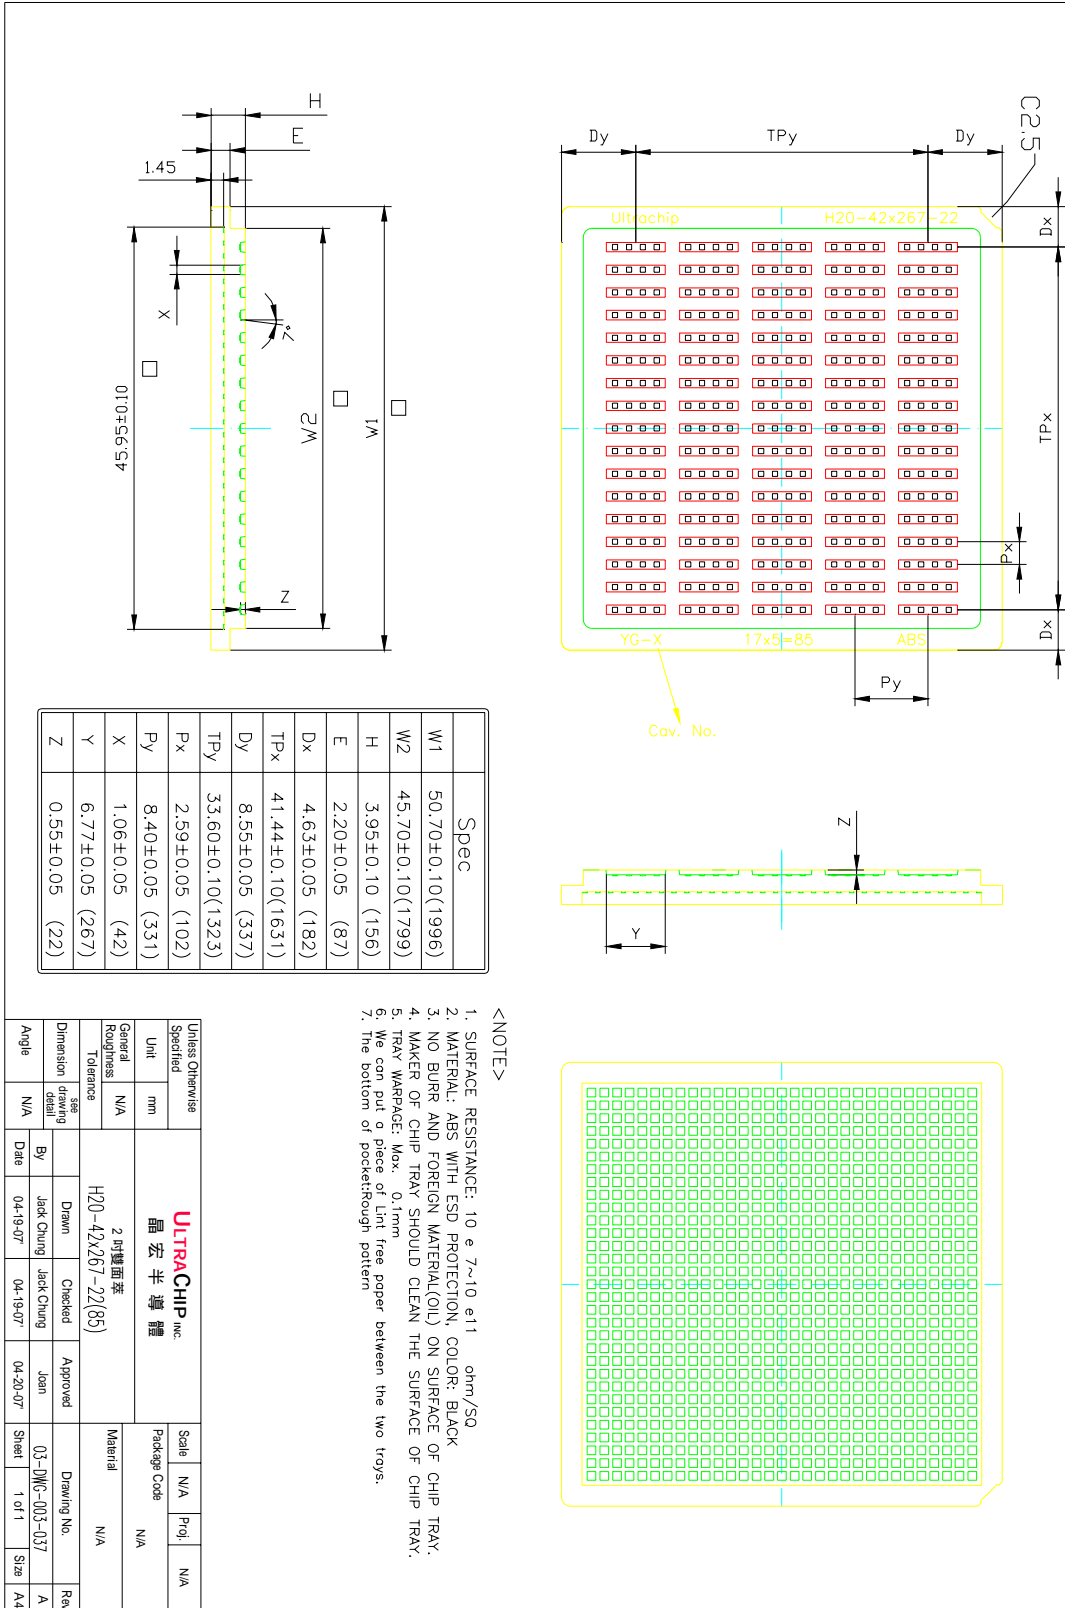 C2.5
Dy
TPy
Dy
Dx
TPx
Px
Dx
Py
Ultrachip
H20-42x267-22
YG-X
17x5=85
ABS
Cav. No.
H
E
1.45
X
7°
45.95±0.10
W2
W1
Z
Z
Y
Spec
W1 50.70±0.10(1996)
W2 45.70±0.10(1799)
H 3.95±0.10 (156)
E 2.20±0.05 (87)
Dx 4.63±0.05 (182)
TPx 41.44±0.10(1631)
Dy 8.55±0.05 (337)
TPy 33.60±0.10(1323)
Px 2.59±0.05 (102)
Py 8.40±0.05 (331)
X 1.06±0.05 (42)
Y 6.77±0.05 (267)
Z 0.55±0.05 (22)
<NOTE>
1. SURFACE RESISTANCE: 10 e 7~10 e11 ohm/SQ
2. MATERIAL: ABS WITH ESD PROTECTION, COLOR: BLACK
3. NO BURR AND FOREIGN MATERIAL(OIL) ON SURFACE OF CHIP TRAY.
4. MAKER OF CHIP TRAY SHOULD CLEAN THE SURFACE OF CHIP TRAY.
5. TRAY WARPAGE: Max. 0.1mm
6. We can put a piece of Lint free paper between the two trays.
7. The bottom of pocket:Rough pattern
Unless Otherwise Specified
Unit mm
General Roughness N/A
Tolerance
Dimension see drawing detail
Angle N/A
ULTRACHIP INC.
晶宏半導體
2 吋雙面萃
H20-42x267-22(85)
Scale N/A Proj. N/A
Package Code N/A
Material N/A
Drawn Checked Approved Drawing No. Rev
By Jack Chung Jack Chung Joan 03-DWG-003-037 A
Date 04-19-07' 04-19-07' 04-20-07' Sheet 1 of 1 Size A4